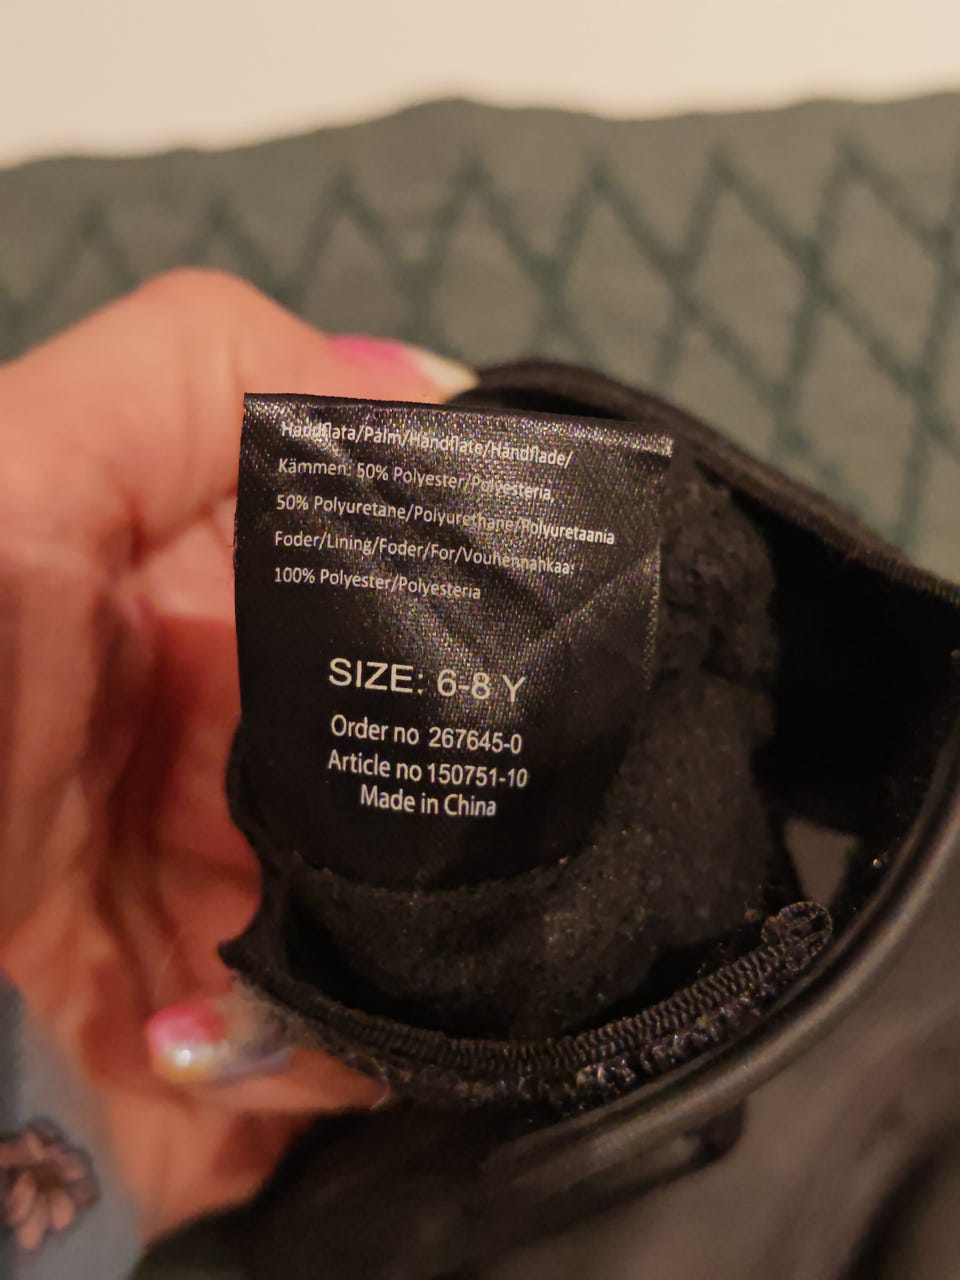 Handflata/Palm/Håndflate/Håndflade/
Kämmen: 50% Polyester/Polyesteria,
50% Polyuretane/Polyurethane/Polyuretaania
Foder/Lining/Foder/For/Vouhennahkaa:
100% Polyester/Polyesteria
SIZE: 6-8 Y
Order no 267645-0
Article no 150751-10
Made in China